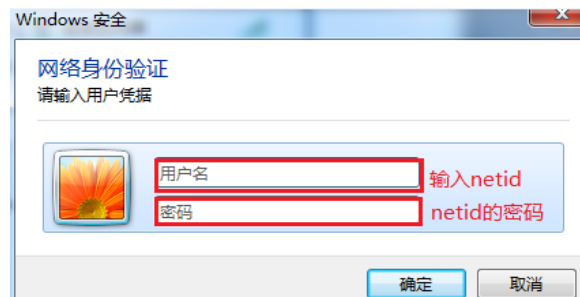 Windows 安全
网络身份验证
请输入用户凭据
用户名 输入netid
密码 netid的密码
确定 取消